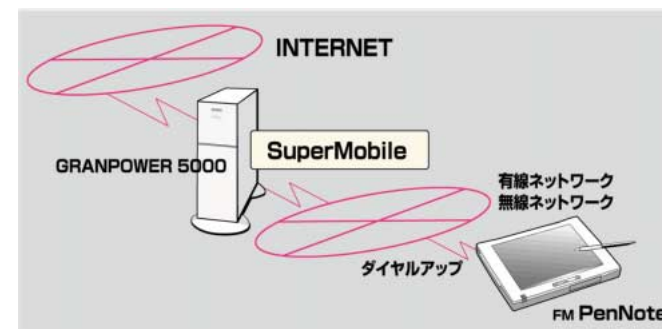 INTERNET
GRANPOWER 5000
SuperMobile
有線ネットワーク
無線ネットワーク
ダイヤルアップ
FM PenNote